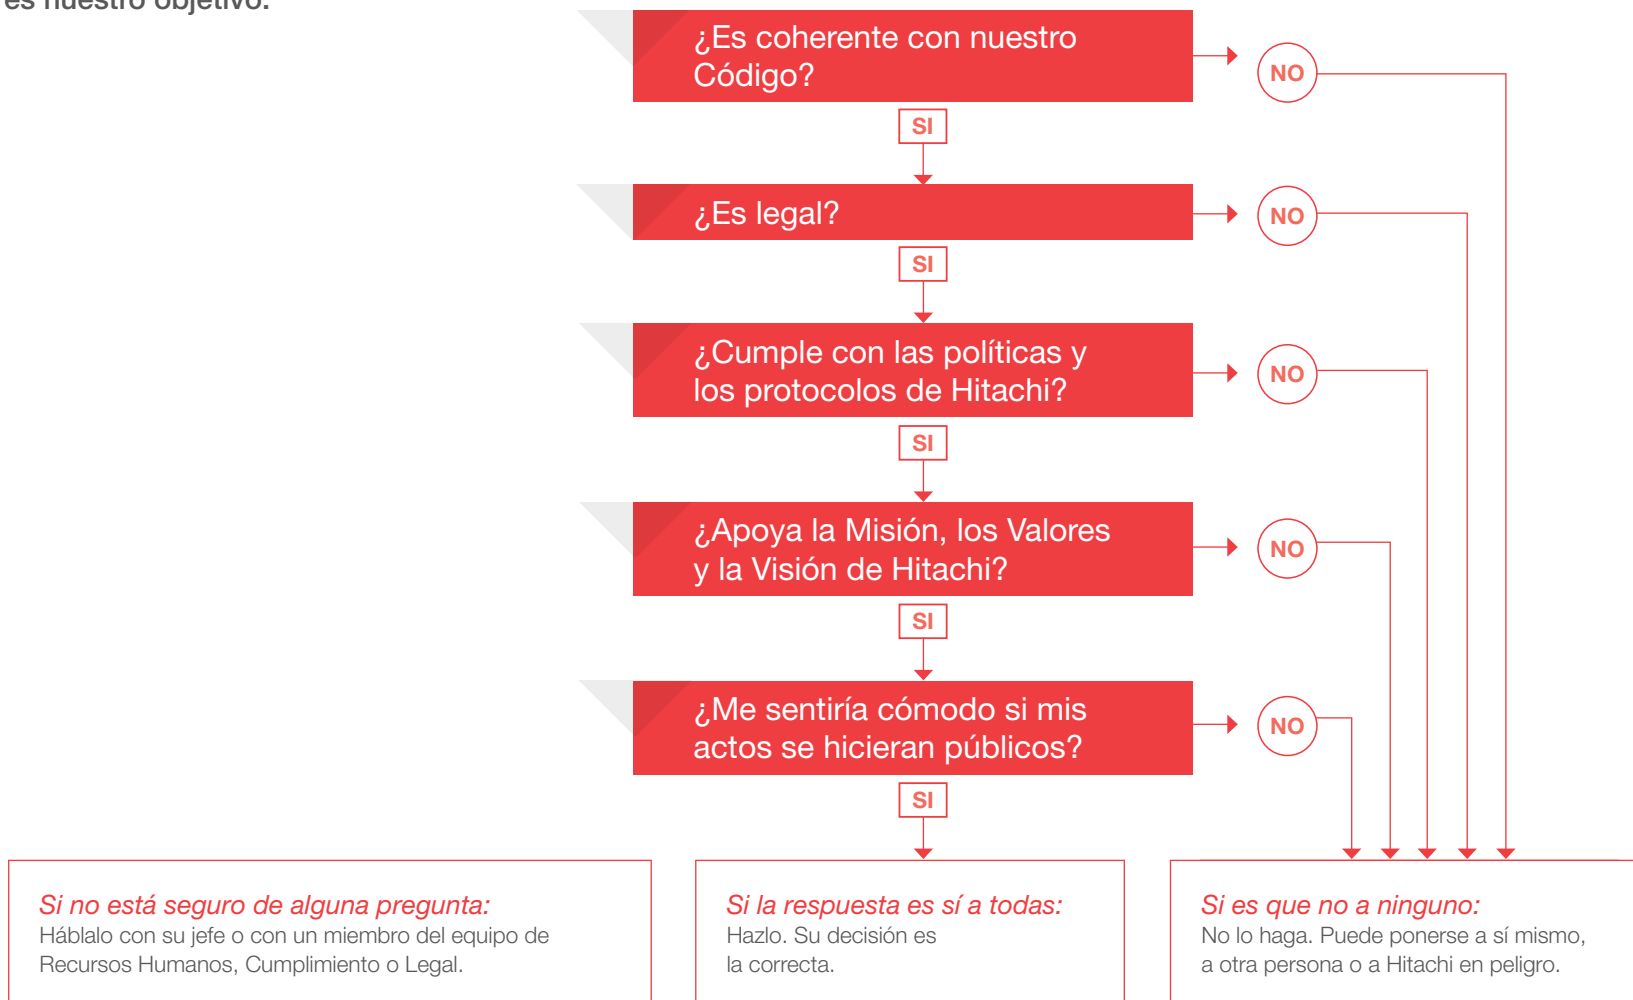 es nuestro objetivo.
¿Es coherente con nuestro
Código?
NO
SI
¿Es legal?
NO
SI
¿Cumple con las políticas y
los protocolos de Hitachi?
NO
SI
¿Apoya la Misión, los Valores
y la Visión de Hitachi?
NO
SI
¿Me sentiría cómodo si mis
actos se hicieran públicos?
NO
SI
Si no está seguro de alguna pregunta:
Háblalo con su jefe o con un miembro del equipo de
Recursos Humanos, Cumplimiento o Legal.
Si la respuesta es sí a todas:
Hazlo. Su decisión es
la correcta.
Si es que no a ninguno:
No lo haga. Puede ponerse a sí mismo,
a otra persona o a Hitachi en peligro.